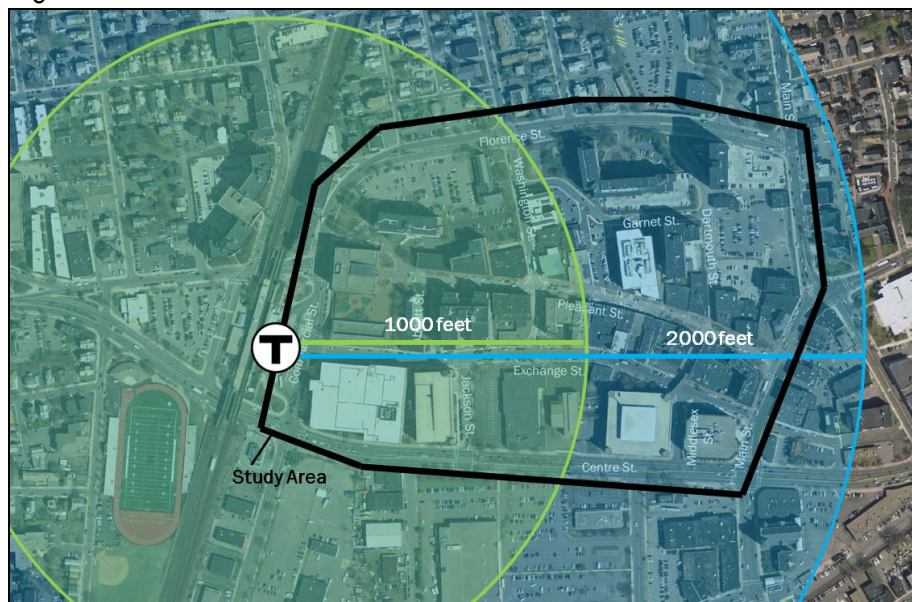 Main St.
Florence St.
Washington St.
Garnet St.
Dartmouth St.
Pleasant St.
1000 feet
2000 feet
T
Exchange St.
Jackson St.
Middlesex
St.
Main St.
Centre St.
Study Area